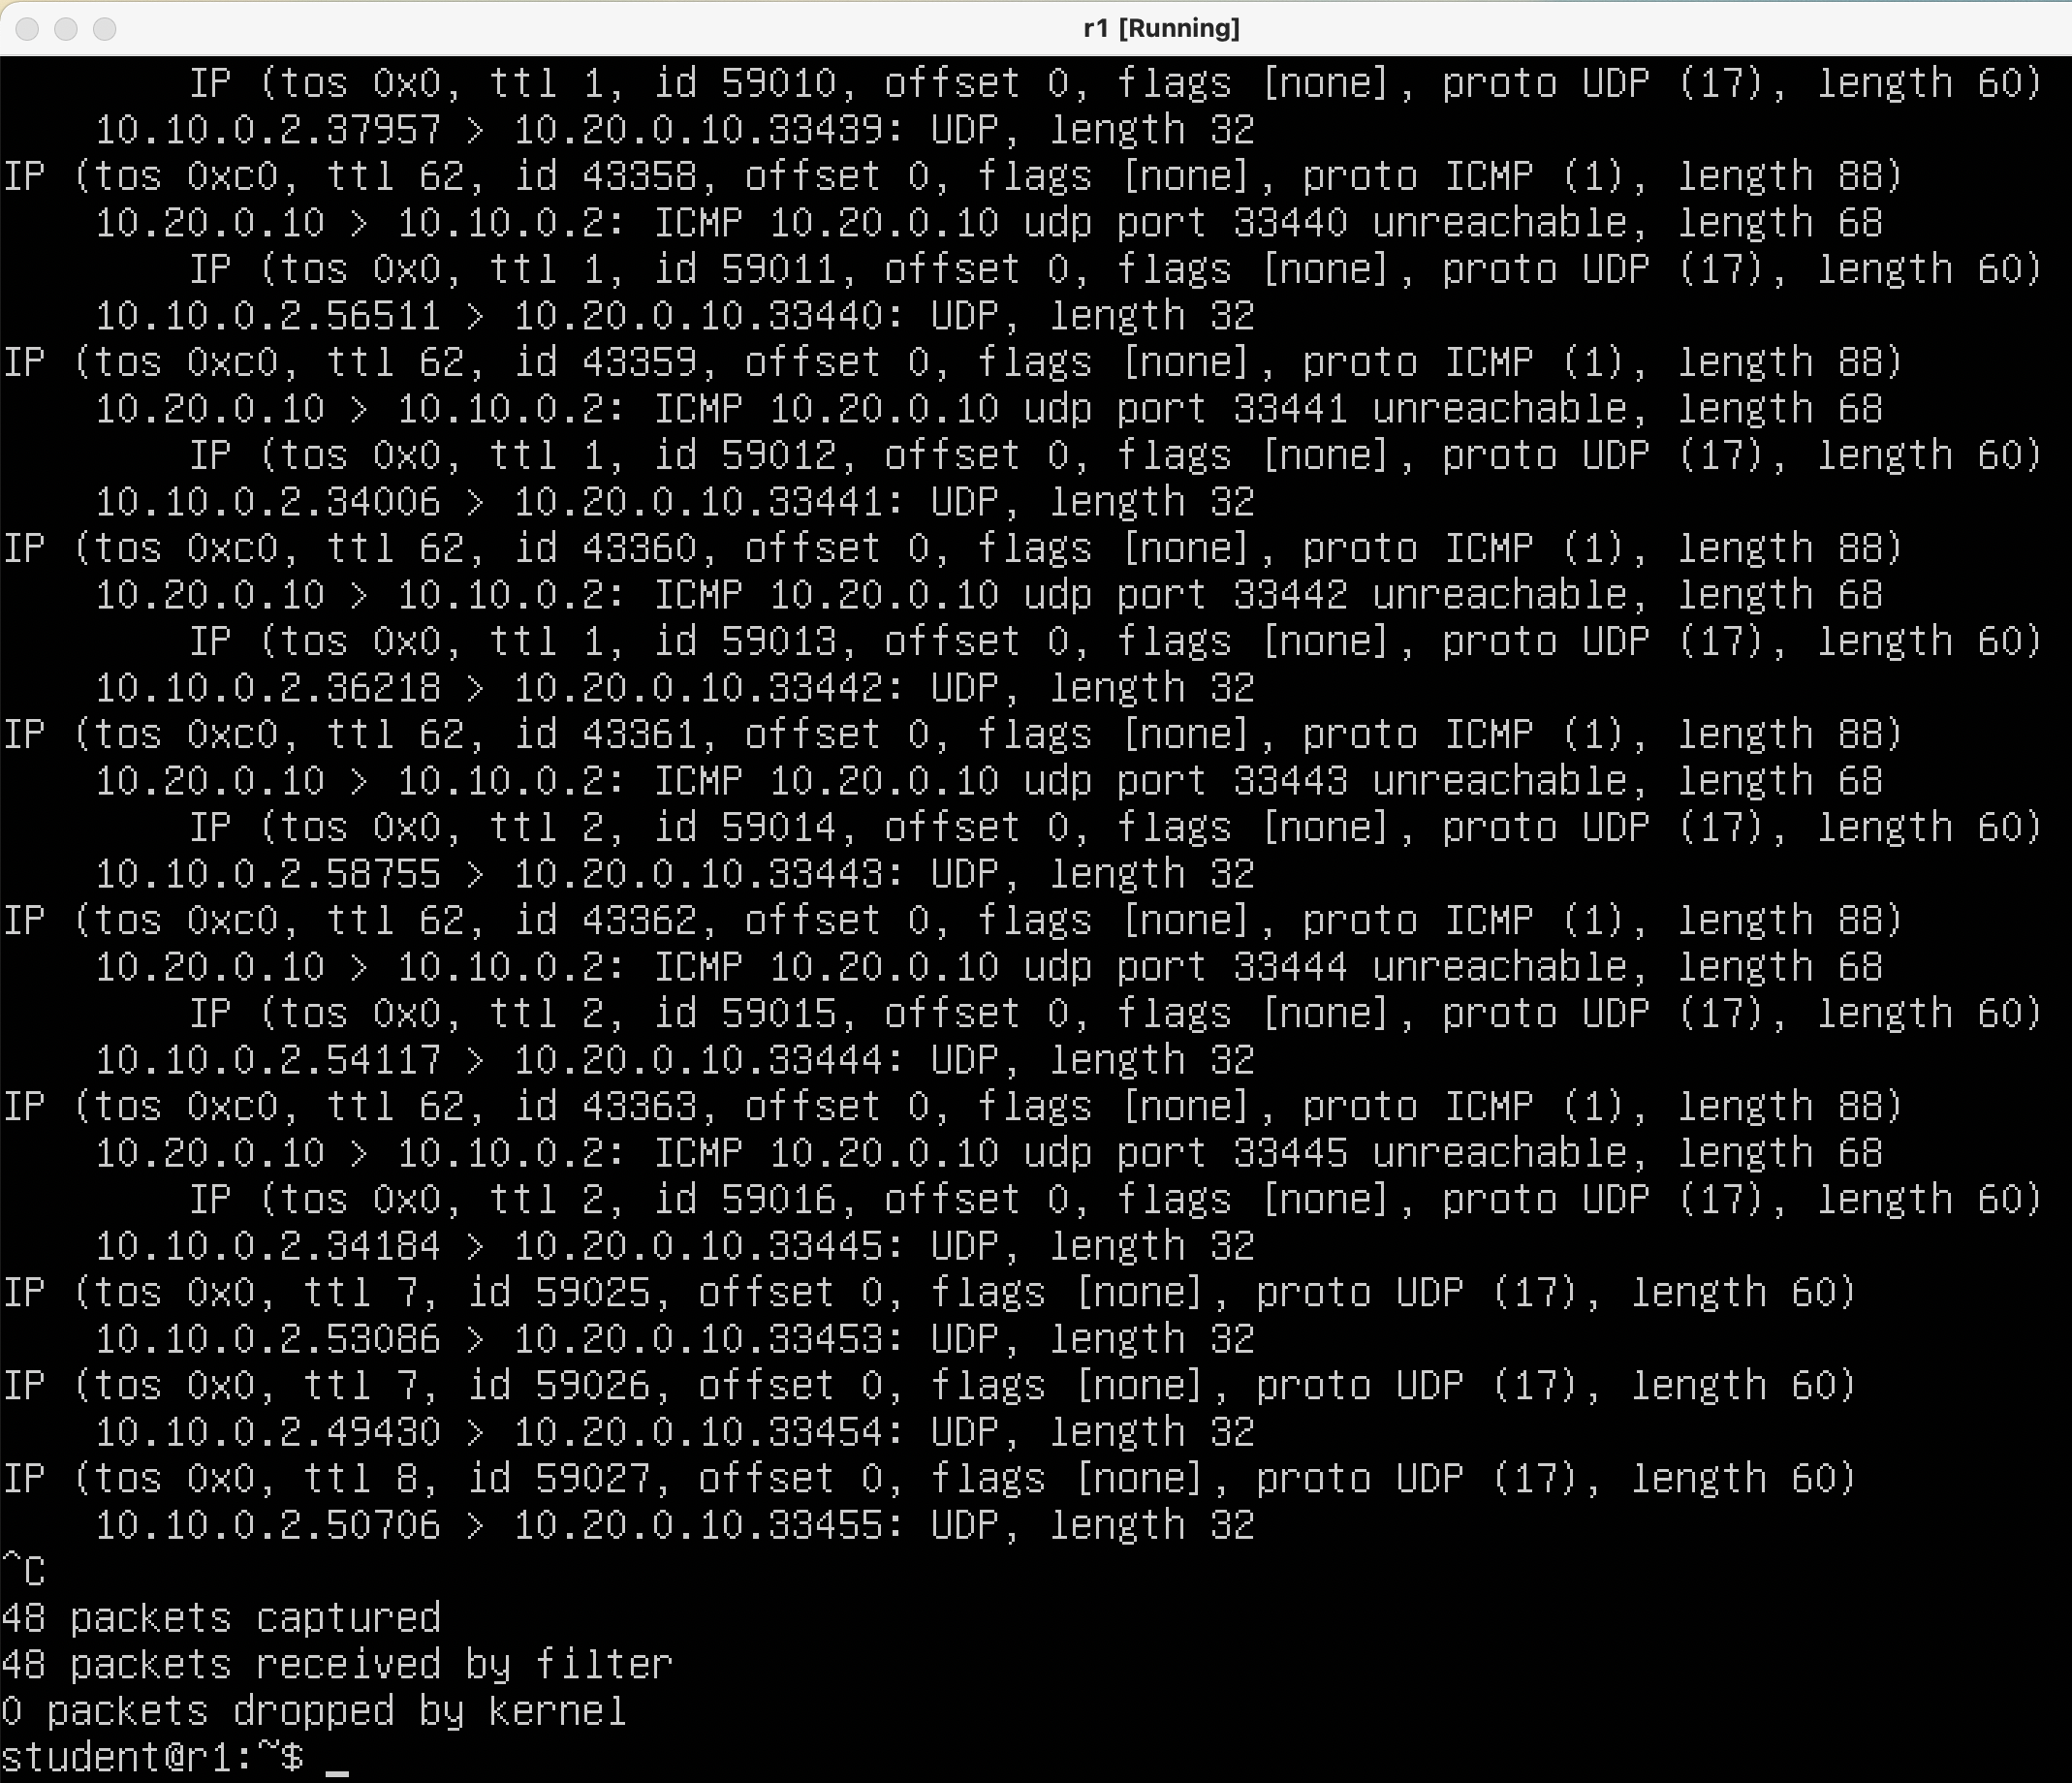 r1 [Running]
IP (tos 0x0, ttl 1, id 59010, offset 0, flags [none], proto UDP (17), length 60)
10.10.0.2.37957 > 10.20.0.10.33439: UDP, length 32
IP (tos 0xc0, ttl 62, id 43358, offset 0, flags [none], proto ICMP (1), length 88)
10.20.0.10 > 10.10.0.2: ICMP 10.20.0.10 udp port 33440 unreachable, length 68
IP (tos 0x0, ttl 1, id 59011, offset 0, flags [none], proto UDP (17), length 60)
10.10.0.2.56511 > 10.20.0.10.33440: UDP, length 32
IP (tos 0xc0, ttl 62, id 43359, offset 0, flags [none], proto ICMP (1), length 88)
10.20.0.10 > 10.10.0.2: ICMP 10.20.0.10 udp port 33441 unreachable, length 68
IP (tos 0x0, ttl 1, id 59012, offset 0, flags [none], proto UDP (17), length 60)
10.10.0.2.34006 > 10.20.0.10.33441: UDP, length 32
IP (tos 0xc0, ttl 62, id 43360, offset 0, flags [none], proto ICMP (1), length 88)
10.20.0.10 > 10.10.0.2: ICMP 10.20.0.10 udp port 33442 unreachable, length 68
IP (tos 0x0, ttl 1, id 59013, offset 0, flags [none], proto UDP (17), length 60)
10.10.0.2.36218 > 10.20.0.10.33442: UDP, length 32
IP (tos 0xc0, ttl 62, id 43361, offset 0, flags [none], proto ICMP (1), length 88)
10.20.0.10 > 10.10.0.2: ICMP 10.20.0.10 udp port 33443 unreachable, length 68
IP (tos 0x0, ttl 2, id 59014, offset 0, flags [none], proto UDP (17), length 60)
10.10.0.2.58755 > 10.20.0.10.33443: UDP, length 32
IP (tos 0xc0, ttl 62, id 43362, offset 0, flags [none], proto ICMP (1), length 88)
10.20.0.10 > 10.10.0.2: ICMP 10.20.0.10 udp port 33444 unreachable, length 68
IP (tos 0x0, ttl 2, id 59015, offset 0, flags [none], proto UDP (17), length 60)
10.10.0.2.54117 > 10.20.0.10.33444: UDP, length 32
IP (tos 0xc0, ttl 62, id 43363, offset 0, flags [none], proto ICMP (1), length 88)
10.20.0.10 > 10.10.0.2: ICMP 10.20.0.10 udp port 33445 unreachable, length 68
IP (tos 0x0, ttl 2, id 59016, offset 0, flags [none], proto UDP (17), length 60)
10.10.0.2.34184 > 10.20.0.10.33445: UDP, length 32
IP (tos 0x0, ttl 7, id 59025, offset 0, flags [none], proto UDP (17), length 60)
10.10.0.2.53086 > 10.20.0.10.33453: UDP, length 32
IP (tos 0x0, ttl 7, id 59026, offset 0, flags [none], proto UDP (17), length 60)
10.10.0.2.49430 > 10.20.0.10.33454: UDP, length 32
IP (tos 0x0, ttl 8, id 59027, offset 0, flags [none], proto UDP (17), length 60)
10.10.0.2.50706 > 10.20.0.10.33455: UDP, length 32
^C
48 packets captured
48 packets received by filter
0 packets dropped by kernel
student@r1:~$ _